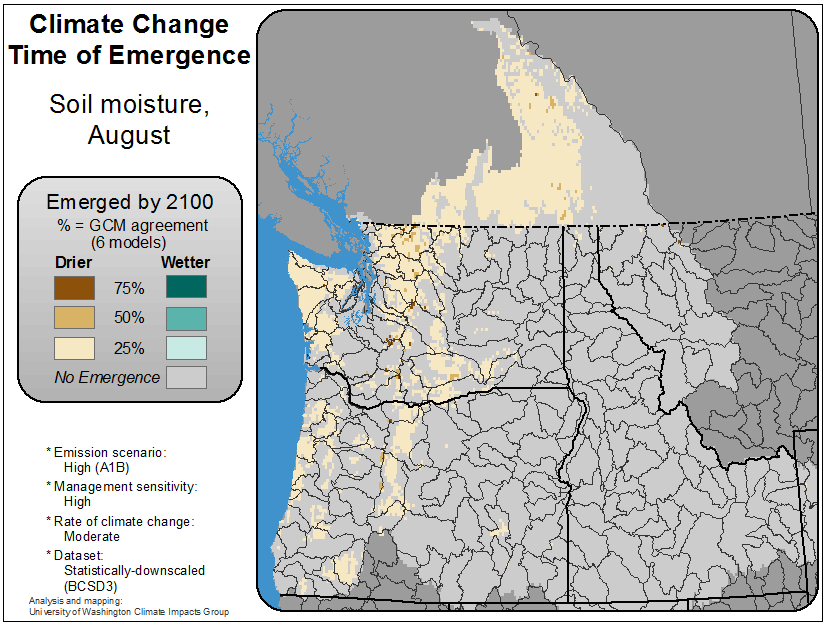 Climate Change
Time of Emergence
Soil moisture,
August
Emerged by 2100
% = GCM agreement
(6 models)
Drier Wetter
75%
50%
25%
No Emergence
* Emission scenario:
High (A1B)
* Management sensitivity:
High
* Rate of climate change:
Moderate
* Dataset:
Statistically-downscaled
(BCSD3)
Analysis and mapping:
University of Washington Climate Impacts Group